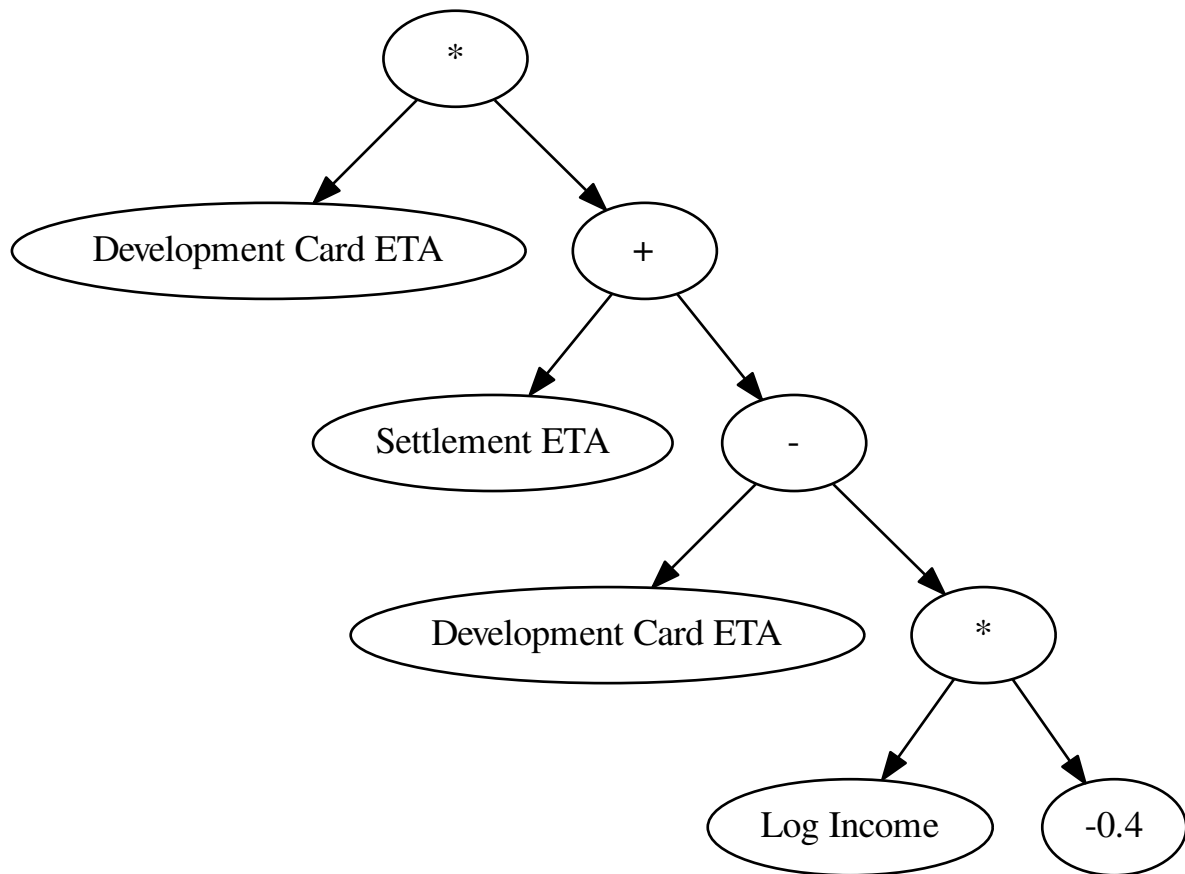 *
Development Card ETA
+
Settlement ETA
-
Development Card ETA
*
Log Income
-0.4